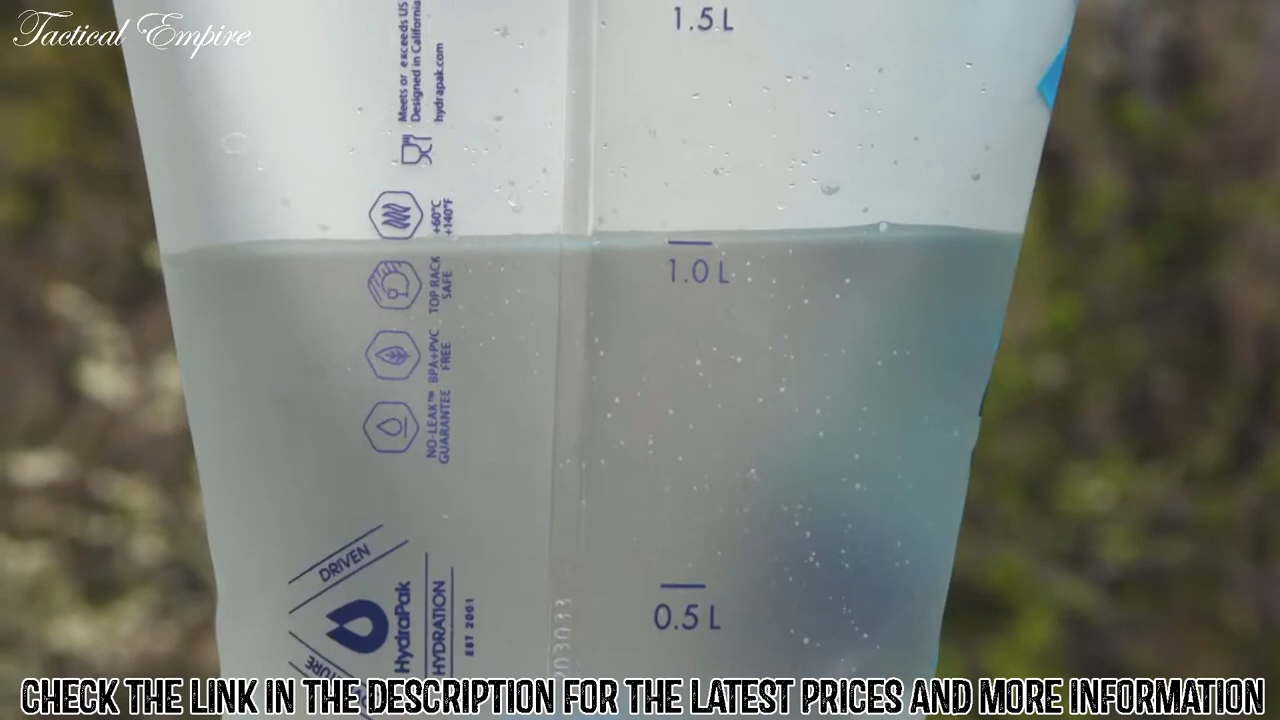 Tactical Empire
1.5 L
Meets or exceeds US
Designed in California
hydrapak.com
+60°C
+140°F
TOP RACK
SAFE
BPA+PVC
FREE
NO-LEAK™
GUARANTEE
1.0 L
0.5 L
DRIVEN
HydraPak
HYDRATION
EST 2001
203033
CHECK THE LINK IN THE DESCRIPTION FOR THE LATEST PRICES AND MORE INFORMATION